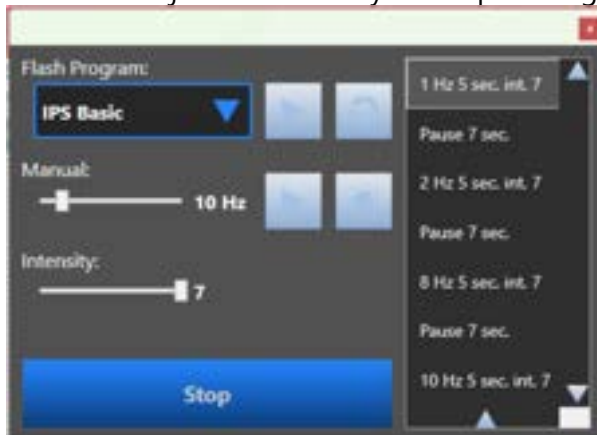 Flash Program:
IPS Basic
Manual:
10 Hz
Intensity:
7
Stop
1 Hz 5 sec. int. 7
Pause 7 sec.
2 Hz 5 sec. int. 7
Pause 7 sec.
8 Hz 5 sec. int. 7
Pause 7 sec.
10 Hz 5 sec. int. 7